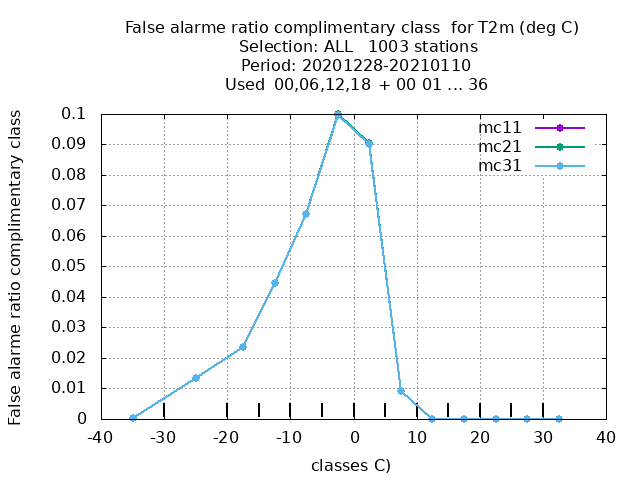 False alarme ratio complimentary class  for T2m (deg C)
Selection: ALL   1003 stations
Period: 20201228-20210110
Used  00,06,12,18  + 00 01 ... 36
False alarme ratio complimentary class
0.1
0.09
0.08
0.07
0.06
0.05
0.04
0.03
0.02
0.01
0
mc11
mc21
mc31
-40 -30 -20 -10 0 10 20 30 40
classes C)